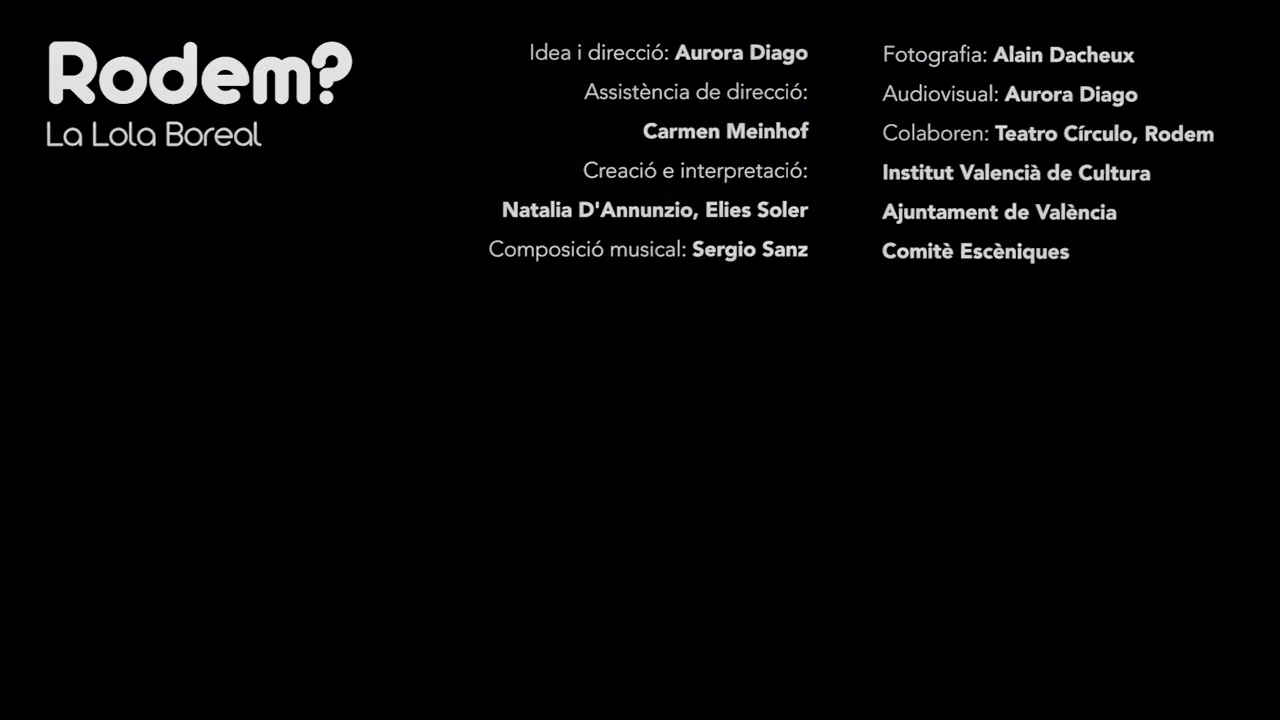 Rodem?
La Lola Boreal
Idea i direcció: Aurora Diago
Assistència de direcció:
Carmen Meinhof
Creació e interpretació:
Natalia D'Annunzio, Elies Soler
Composició musical: Sergio Sanz
Fotografia: Alain Dacheux
Audiovisual: Aurora Diago
Colaboren: Teatro Círculo, Rodem
Institut Valencià de Cultura
Ajuntament de València
Comitè Escèniques